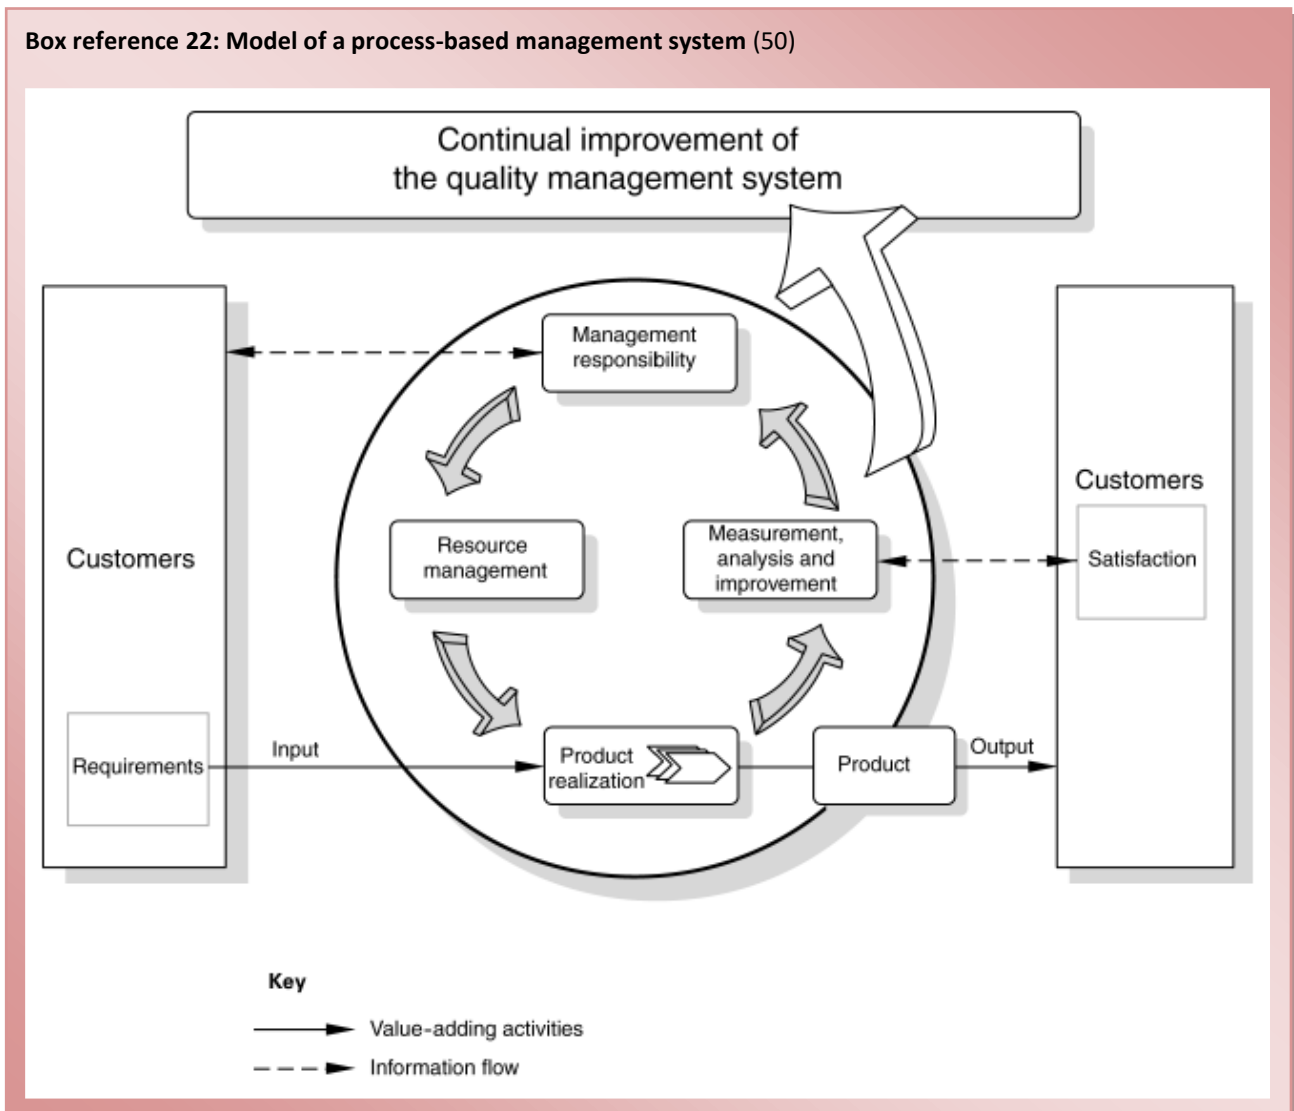 Box reference 22: Model of a process-based management system (50)
Continual improvement of
the quality management system
Management
responsibility
Customers
Resource
management
Measurement,
analysis and
improvement
Customers
Satisfaction
Requirements
Input
Product
realization
Product
Output
Key
Value-adding activities
Information flow